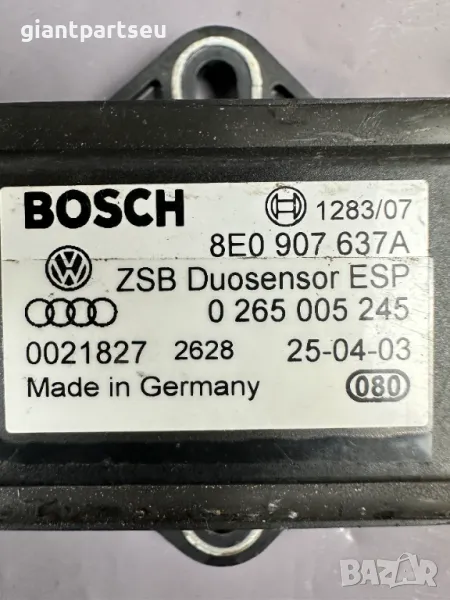 giantpartseu
BOSCH 1283/07
8E0 907 637A
ZSB Duosensor ESP
0 265 005 245
0021827 2628 25-04-03
Made in Germany 080
bazar